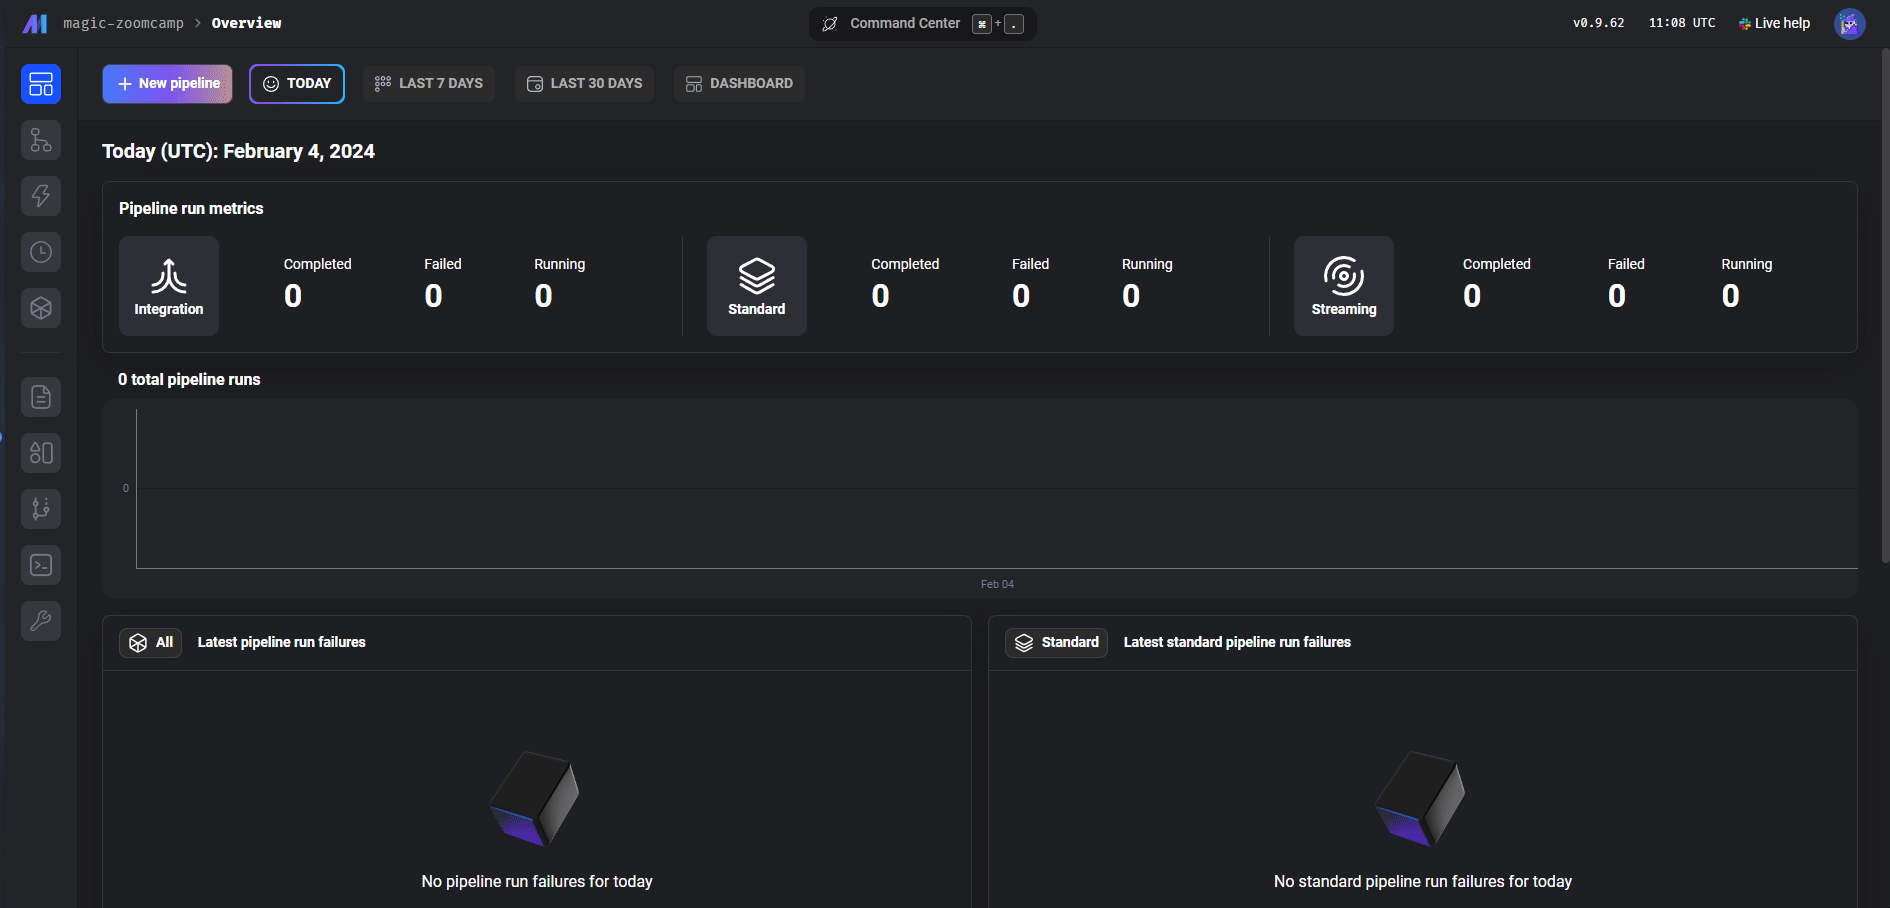 magic-zoomcamp > Overview
Command Center ⌘ + .
v0.9.62
11:08 UTC
Live help
New pipeline
TODAY
LAST 7 DAYS
LAST 30 DAYS
DASHBOARD
Today (UTC): February 4, 2024
Pipeline run metrics
Integration
Completed
0
Failed
0
Running
0
Standard
Completed
0
Failed
0
Running
0
Streaming
Completed
0
Failed
0
Running
0
0 total pipeline runs
0
Feb 04
All
Latest pipeline run failures
No pipeline run failures for today
Standard
Latest standard pipeline run failures
No standard pipeline run failures for today